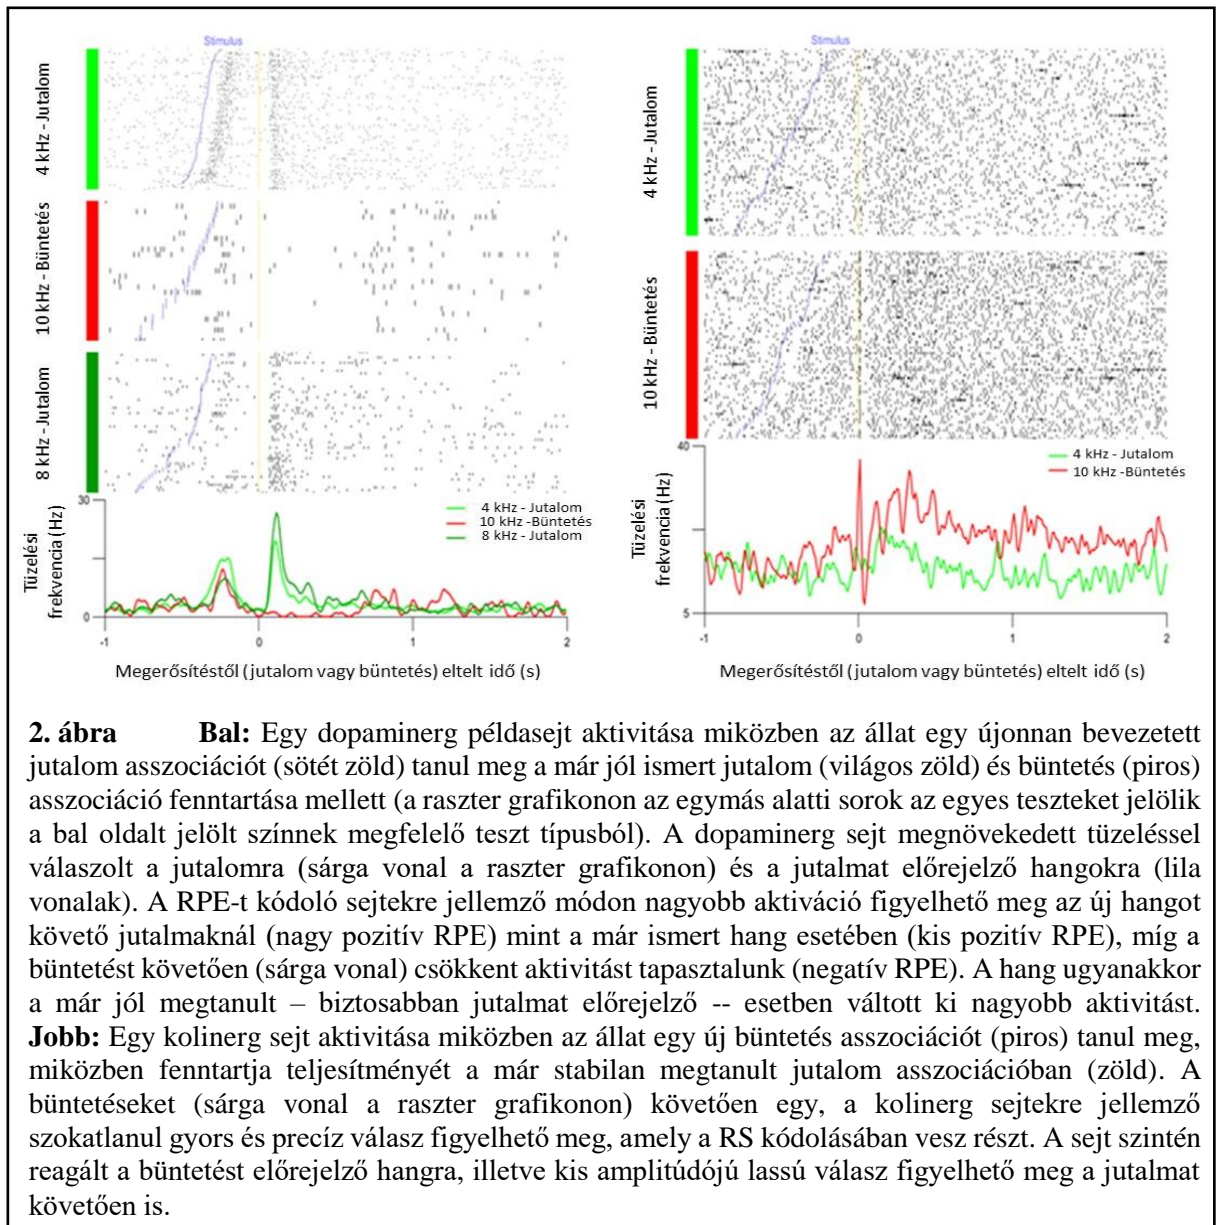 Stimulus
4 kHz - Jutalom
10 kHz - Büntetés
8 kHz - Jutalom
30
0
Tüzelési
frekvencia (Hz)
4 kHz - Jutalom
10 kHz -Büntetés
8 kHz - Jutalom
-1 0 1 2
Megerősítéstől (jutalom vagy büntetés) eltelt idő (s)
Stimulus
4 kHz - Jutalom
10 kHz - Büntetés
40
5
Tüzelési
frekvencia (Hz)
4 kHz - Jutalom
10 kHz -Büntetés
-1 0 1 2
Megerősítéstől (jutalom vagy büntetés) eltelt idő (s)
2. ábra Bal: Egy dopaminerg példasejt aktivitása miközben az állat egy újonnan bevezetett
jutalom asszociációt (sötét zöld) tanul meg a már jól ismert jutalom (világos zöld) és büntetés (piros)
asszociáció fenntartása mellett (a raszter grafikonon az egymás alatti sorok az egyes teszteket jelölik
a bal oldalt jelölt színnek megfelelő teszt típusból). A dopaminerg sejt megnövekedett tüzeléssel
válaszolt a jutalomra (sárga vonal a raszter grafikonon) és a jutalmat előrejelző hangokra (lila
vonalak). A RPE-t kódoló sejtekre jellemző módon nagyobb aktiváció figyelhető meg az új hangot
követő jutalmaknál (nagy pozitív RPE) mint a már ismert hang esetében (kis pozitív RPE), míg a
büntetést követően (sárga vonal) csökkent aktivitást tapasztalunk (negatív RPE). A hang ugyanakkor
a már jól megtanult – biztosabban jutalmat előrejelző -- esetben váltott ki nagyobb aktivitást.
Jobb: Egy kolinerg sejt aktivitása miközben az állat egy új büntetés asszociációt (piros) tanul meg,
miközben fenntartja teljesítményét a már stabilan megtanult jutalom asszociációban (zöld). A
büntetéseket (sárga vonal a raszter grafikonon) követően egy, a kolinerg sejtekre jellemző
szokatlanul gyors és precíz válasz figyelhető meg, amely a RS kódolásában vesz részt. A sejt szintén
reagált a büntetést előrejelző hangra, illetve kis amplitúdójú lassú válasz figyelhető meg a jutalmat
követően is.